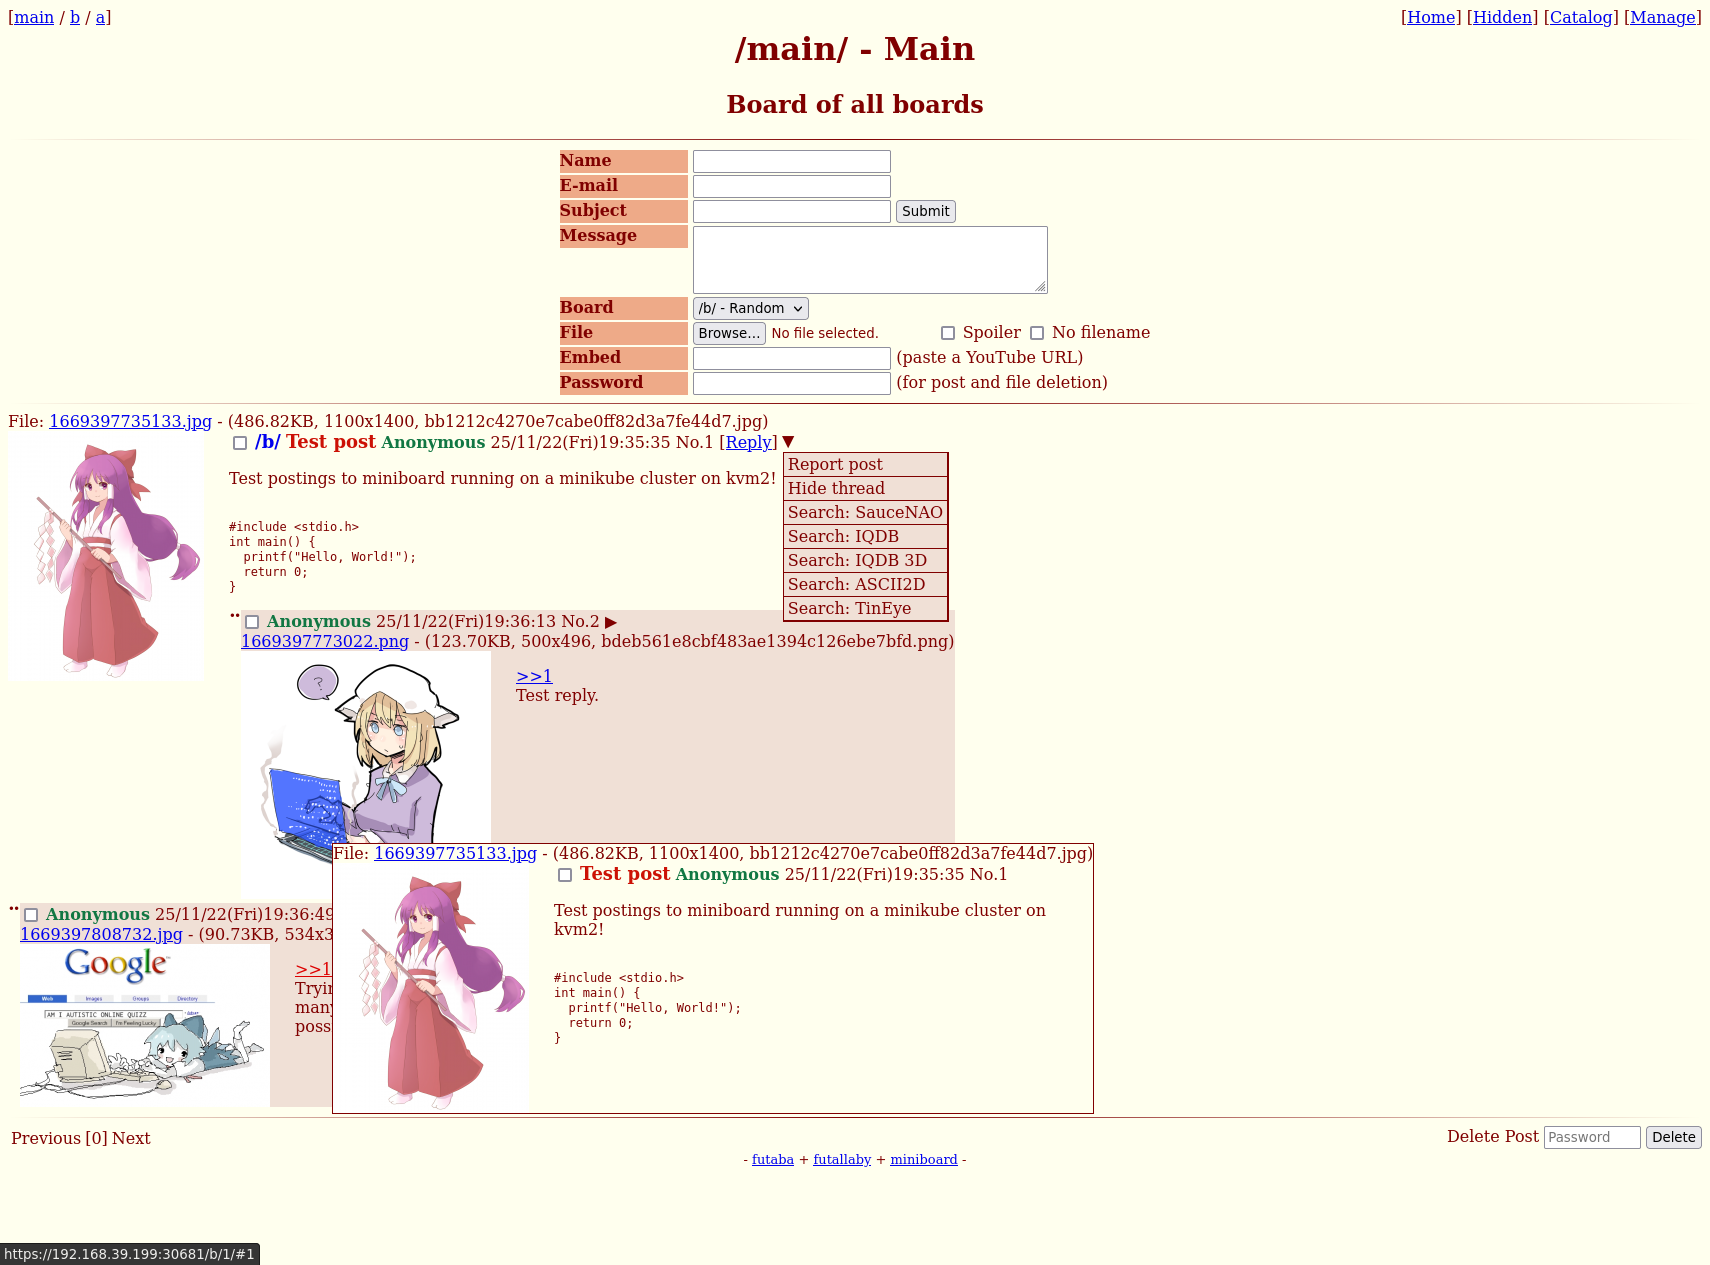 [main / b / a]
[Home] [Hidden] [Catalog] [Manage]
/main/ - Main
Board of all boards
Name
E-mail
Subject
Submit
Message
Board
/b/ - Random
File
Browse...
No file selected.
Spoiler
No filename
Embed
(paste a YouTube URL)
Password
(for post and file deletion)
File: 1669397735133.jpg - (486.82KB, 1100x1400, bb1212c4270e7cabe0ff82d3a7fe44d7.jpg)
/b/ Test post Anonymous 25/11/22(Fri)19:35:35 No.1 [Reply] ▼
Report post
Hide thread
Search: SauceNAO
Search: IQDB
Search: IQDB 3D
Search: ASCII2D
Search: TinEye
Test postings to miniboard running on a minikube cluster on kvm2!
#include <stdio.h>
int main() {
  printf("Hello, World!");
  return 0;
}
..
Anonymous 25/11/22(Fri)19:36:13 No.2 ▶
1669397773022.png - (123.70KB, 500x496, bdeb561e8cbf483ae1394c126ebe7bfd.png)
?
>>1
Test reply.
..
Anonymous 25/11/22(Fri)19:36:49
1669397808732.jpg - (90.73KB, 534x3
Google
Web Images Groups Directory
AM I AUTISTIC ONLINE QUIZZ
Google Search I'm Feeling Lucky
>>1
Tryin
many
poss
File: 1669397735133.jpg - (486.82KB, 1100x1400, bb1212c4270e7cabe0ff82d3a7fe44d7.jpg)
Test post Anonymous 25/11/22(Fri)19:35:35 No.1
Test postings to miniboard running on a minikube cluster on
kvm2!
#include <stdio.h>
int main() {
  printf("Hello, World!");
  return 0;
}
Previous [0] Next
Delete Post
Password
Delete
- futaba + futallaby + miniboard -
https://192.168.39.199:30681/b/1/#1